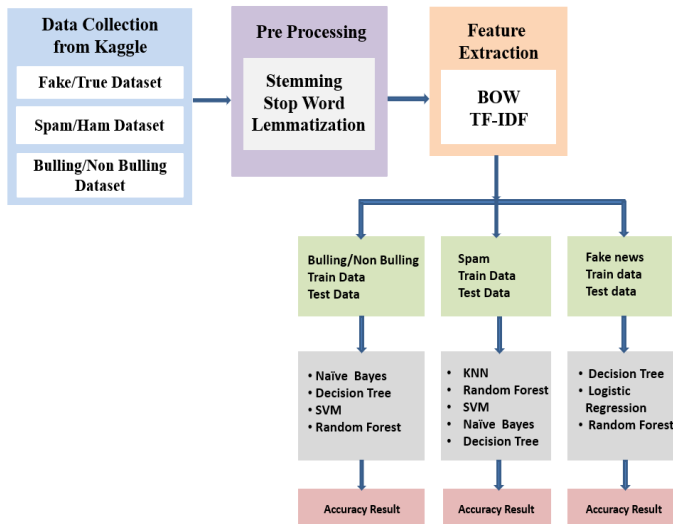 Data Collection
from Kaggle
Fake/True Dataset
Spam/Ham Dataset
Bulling/Non Bulling
Dataset
Pre Processing
Stemming
Stop Word
Lemmatization
Feature
Extraction
BOW
TF-IDF
Bulling/Non Bulling
Train Data
Test Data
Spam
Train Data
Test Data
Fake news
Train data
Test data
• Naïve Bayes
• Decision Tree
• SVM
• Random Forest
• KNN
• Random Forest
• SVM
• Naïve Bayes
• Decision Tree
• Decision Tree
• Logistic
Regression
• Random Forest
Accuracy Result
Accuracy Result
Accuracy Result